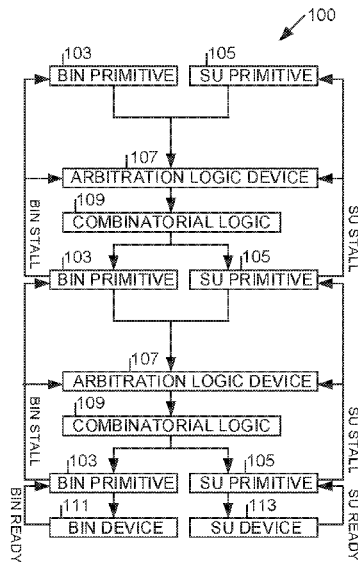 100
103 105
BIN PRIMITIVE SU PRIMITIVE
107
ARBITRATION LOGIC DEVICE
109
COMBINATORIAL LOGIC
BIN STALL SU STALL
103 105
BIN PRIMITIVE SU PRIMITIVE
107
ARBITRATION LOGIC DEVICE
109
COMBINATORIAL LOGIC
BIN STALL SU STALL
103 105
BIN PRIMITIVE SU PRIMITIVE
111 113
BIN DEVICE SU DEVICE
BIN READY SU READY